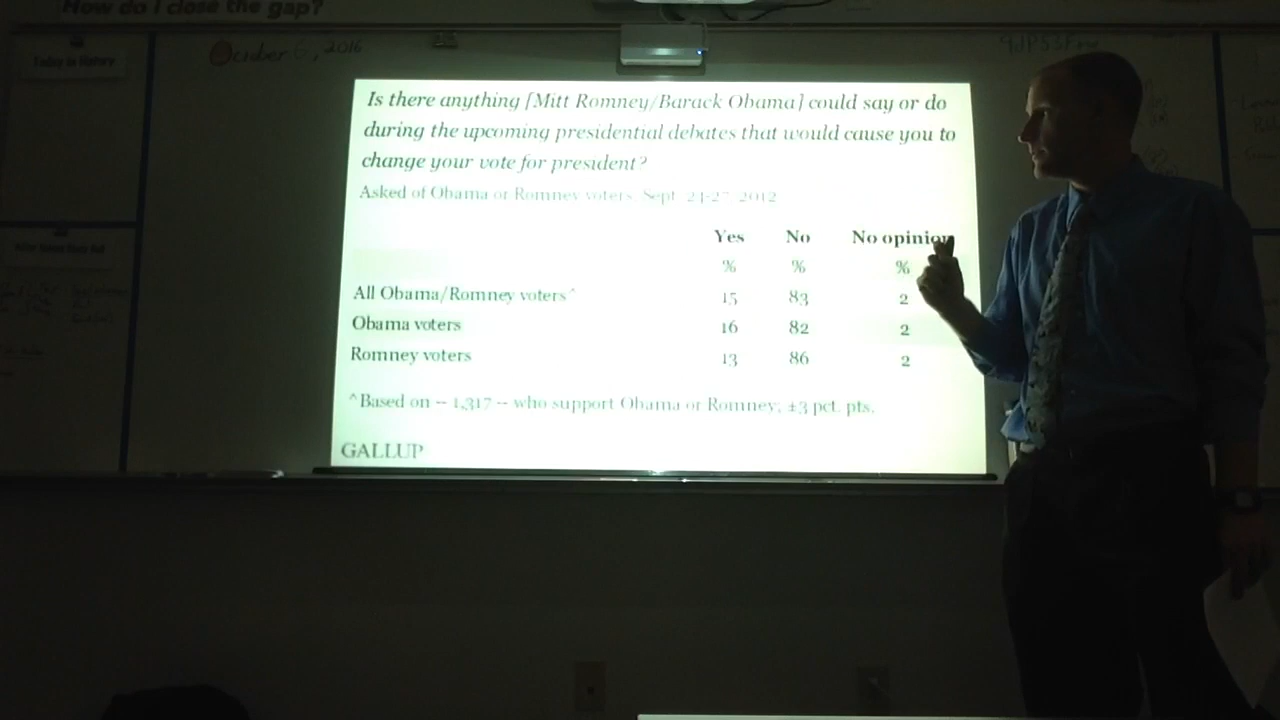 How do I close the gap?
October 6, 2016
Today in History
Is there anything [Mitt Romney/Barack Obama] could say or do
during the upcoming presidential debates that would cause you to
change your vote for president?
Asked of Obama or Romney voters, Sept. 24-27, 2012
Yes No No opinion
% % %
All Obama/Romney voters^ 15 83 2
Obama voters 16 82 2
Romney voters 13 86 2
^Based on -- 1,317 -- who support Obama or Romney; ±3 pct. pts.
GALLUP